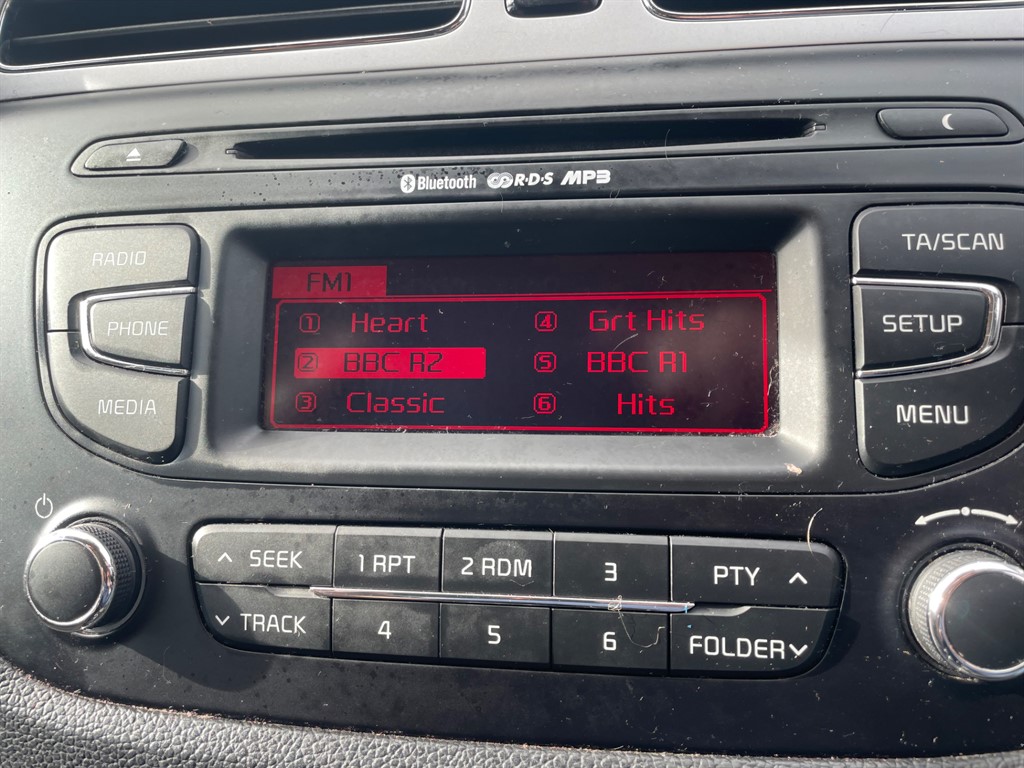 Bluetooth R·D·S MP3
RADIO
PHONE
MEDIA
FM1
1 Heart
2 BBC R2
3 Classic
4 Grt Hits
5 BBC R1
6 Hits
TA/SCAN
SETUP
MENU
SEEK
1 RPT
2 RDM
3
PTY
TRACK
4
5
6
FOLDER